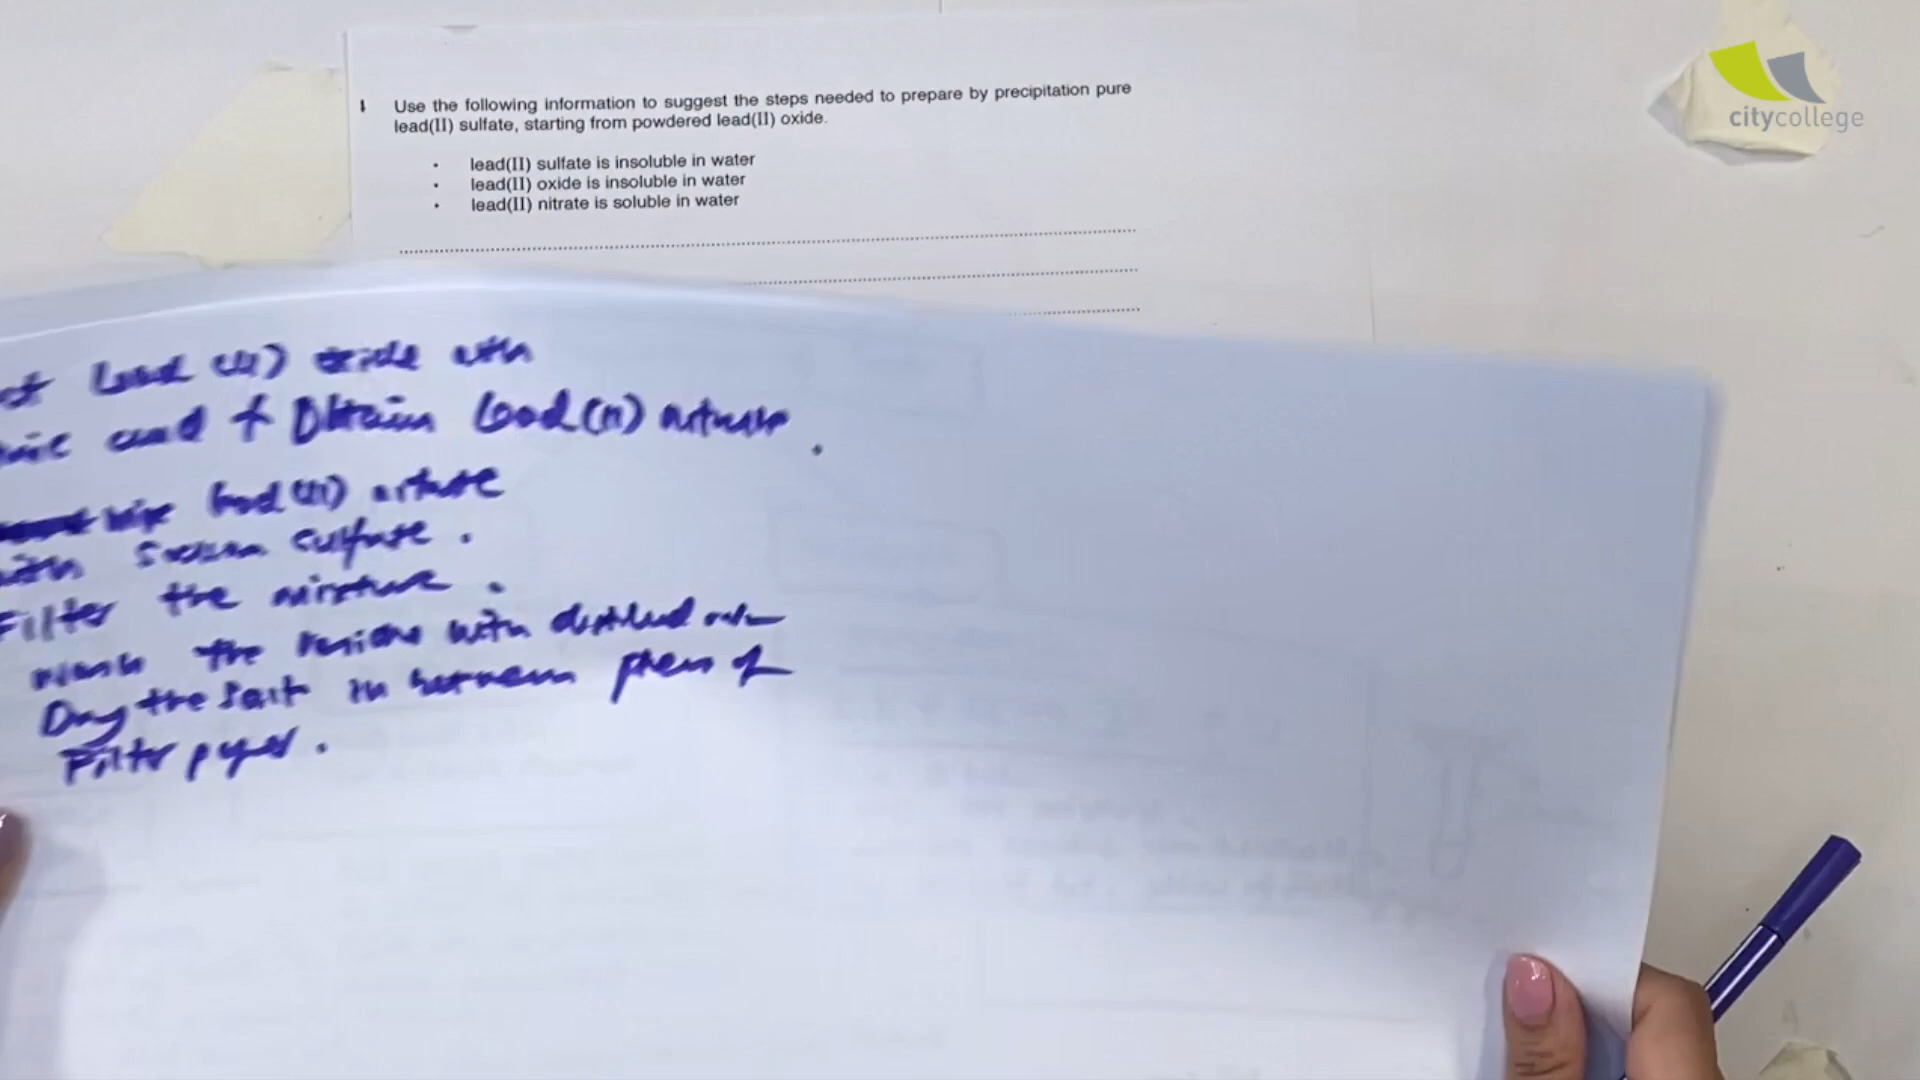 citycollege
1 Use the following information to suggest the steps needed to prepare by precipitation pure
lead(II) sulfate, starting from powdered lead(II) oxide.
• lead(II) sulfate is insoluble in water
• lead(II) oxide is insoluble in water
• lead(II) nitrate is soluble in water
Lead (II) oxide with
acid + Obtain Lead(II) nitrate .
mix lead(II) nitrate
with sodium sulfate .
Filter the mixture .
wash the residue with distilled water
Dry the salt in between pieces of
Filter paper .